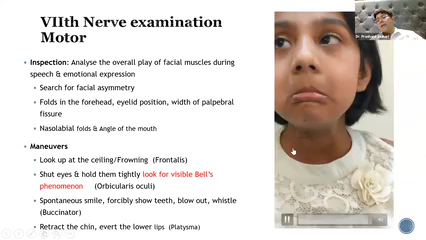 VIIth Nerve examination
Motor
Inspection: Analyse the overall play of facial muscles during
speech & emotional expression
Search for facial asymmetry
Folds in the forehead, eyelid position, width of palpebral
fissure
Nasolabial folds & Angle of the mouth
Maneuvers
Look up at the ceiling/Frowning (Frontalis)
Shut eyes & hold them tightly look for visible Bell's
phenomenon (Orbicularis oculi)
Spontaneous smile, forcibly show teeth, blow out, whistle
(Buccinator)
Retract the chin, evert the lower lips (Platysma)